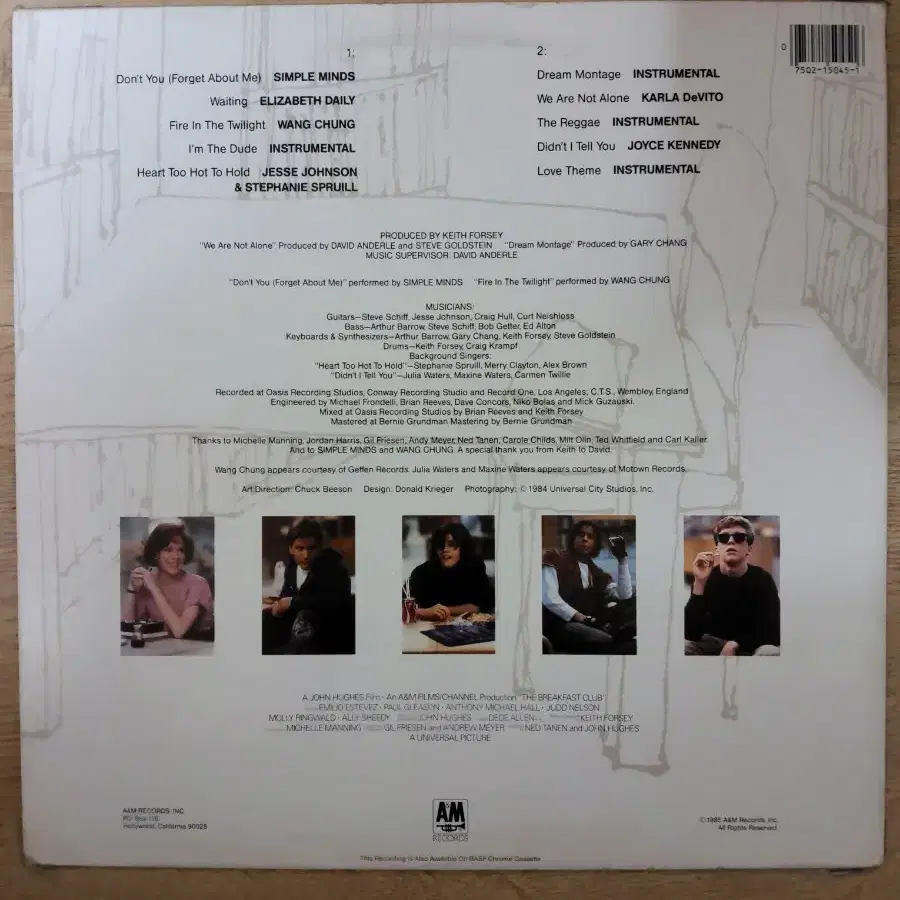 1:
Don't You (Forget About Me) SIMPLE MINDS
Waiting ELIZABETH DAILY
Fire In The Twilight WANG CHUNG
I'm The Dude INSTRUMENTAL
Heart Too Hot To Hold JESSE JOHNSON
& STEPHANIE SPRUILL
2:
Dream Montage INSTRUMENTAL
We Are Not Alone KARLA DeVITO
The Reggae INSTRUMENTAL
Didn't I Tell You JOYCE KENNEDY
Love Theme INSTRUMENTAL
0
7502-15045-1
PRODUCED BY KEITH FORSEY
"We Are Not Alone" Produced by DAVID ANDERLE and STEVE GOLDSTEIN "Dream Montage" Produced by GARY CHANG
MUSIC SUPERVISOR: DAVID ANDERLE
"Don't You (Forget About Me)" performed by SIMPLE MINDS "Fire In The Twilight" performed by WANG CHUNG
MUSICIANS:
Guitars—Steve Schiff, Jesse Johnson, Craig Hull, Curt Neishloss
Bass—Arthur Barrow, Steve Schiff, Bob Getter, Ed Alton
Keyboards & Synthesizers—Arthur Barrow, Gary Chang, Keith Forsey, Steve Goldstein
Drums—Keith Forsey, Craig Krampf
Background Singers:
"Heart Too Hot To Hold"—Stephanie Spruill, Merry Clayton, Alex Brown
"Didn't I Tell You"—Julia Waters, Maxine Waters, Carmen Twillie
Recorded at Oasis Recording Studios, Conway Recording Studio and Record One, Los Angeles; C.T.S., Wembley, England
Engineered by Michael Frondelli, Brian Reeves, Dave Concors, Niko Bolas and Mick Guzauski.
Mixed at Oasis Recording Studios by Brian Reeves and Keith Forsey
Mastered at Bernie Grundman Mastering by Bernie Grundman
Thanks to Michelle Manning, Jordan Harris, Gil Friesen, Andy Meyer, Ned Tanen, Carole Childs, Milt Olin, Ted Whitfield and Carl Kaller.
And to SIMPLE MINDS and WANG CHUNG. A special thank you from Keith to David.
Wang Chung appears courtesy of Geffen Records. Julia Waters and Maxine Waters appears courtesy of Motown Records.
Art Direction: Chuck Beeson Design: Donald Krieger Photography: © 1984 Universal City Studios, Inc.
A JOHN HUGHES Film • An A&M FILMS/CHANNEL Production "THE BREAKFAST CLUB"
EMILIO ESTEVEZ • PAUL GLEASON • ANTHONY MICHAEL HALL • JUDD NELSON
MOLLY RINGWALD • ALLY SHEEDY JOHN HUGHES DEDE ALLEN KEITH FORSEY
MICHELLE MANNING GIL FRIESEN and ANDREW MEYER NED TANEN and JOHN HUGHES
A UNIVERSAL PICTURE
A&M RECORDS, INC.
P.O. Box 118
Hollywood, California 90028
A&M
RECORDS
© 1985 A&M Records, Inc.
All Rights Reserved
This Recording is Also Available On BASF Chrome Cassette